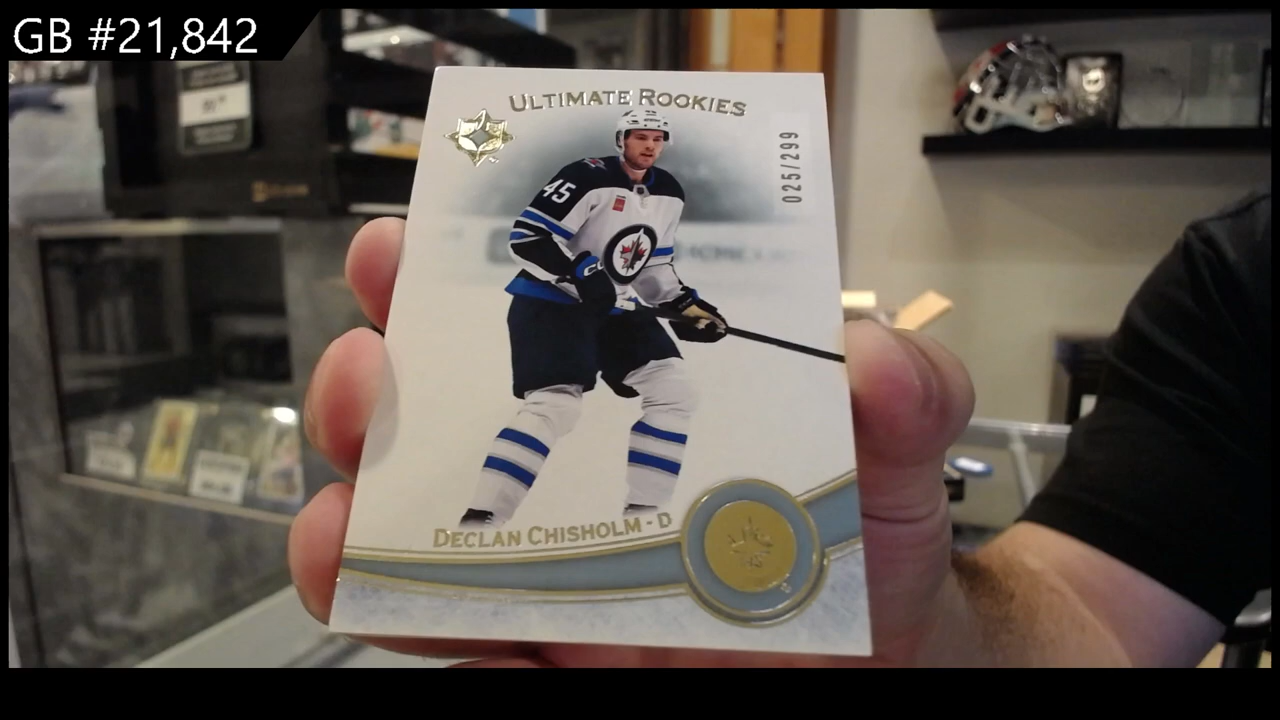 GB #21,842
ULTIMATE ROOKIES
025/299
45
DECLAN CHISHOLM - D